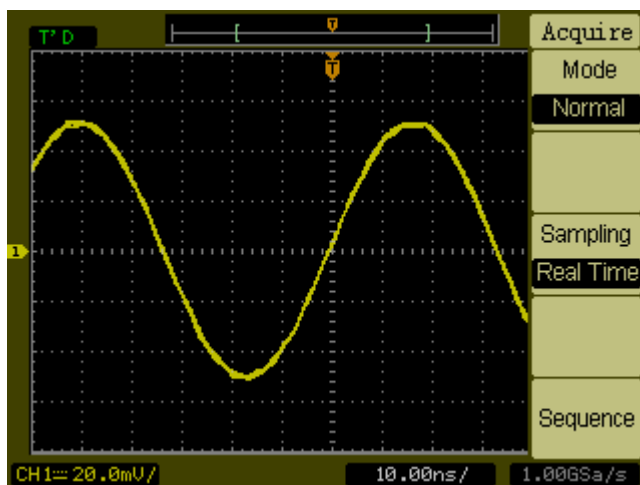 T'D
T
T
Acquire
Mode
Normal
1
Sampling
Real Time
Sequence
CH1 20.0mV/
10.00ns/
1.00GSa/s